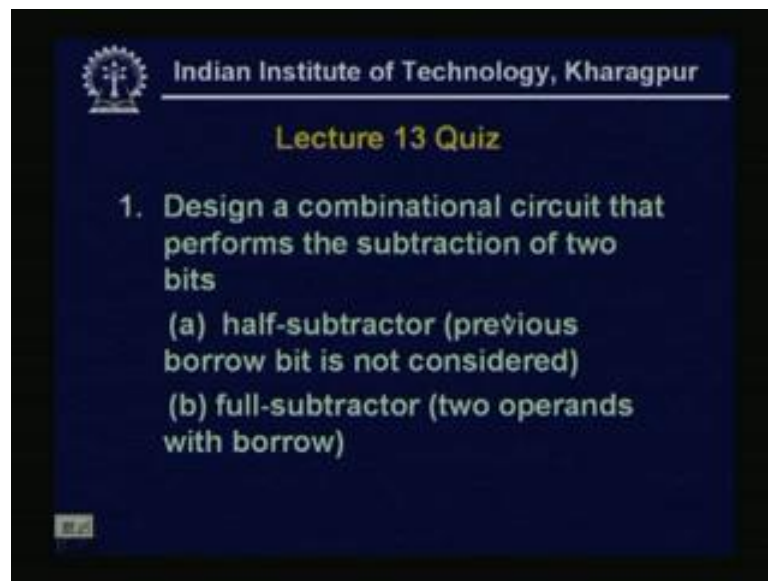 Indian Institute of Technology, Kharagpur
Lecture 13 Quiz
1. Design a combinational circuit that
performs the subtraction of two
bits
(a) half-subtractor (previous
borrow bit is not considered)
(b) full-subtractor (two operands
with borrow)